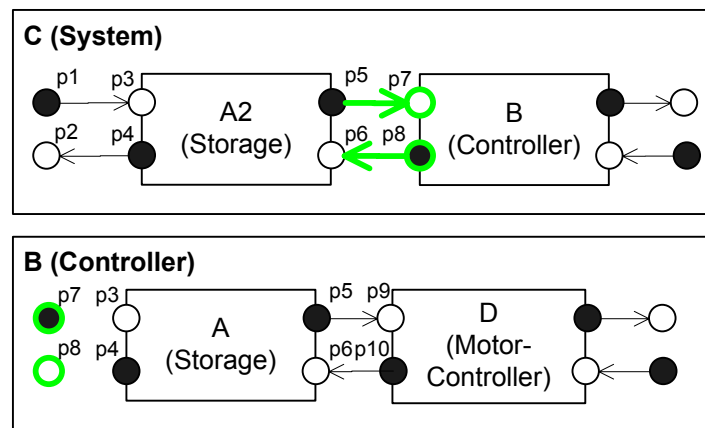 C (System)
p1 p3 p5 p7
p2 p4 p6 p8
A2
(Storage)
B
(Controller)
B (Controller)
p7 p3 p5 p9
p8 p4 p6 p10
A
(Storage)
D
(Motor-
Controller)